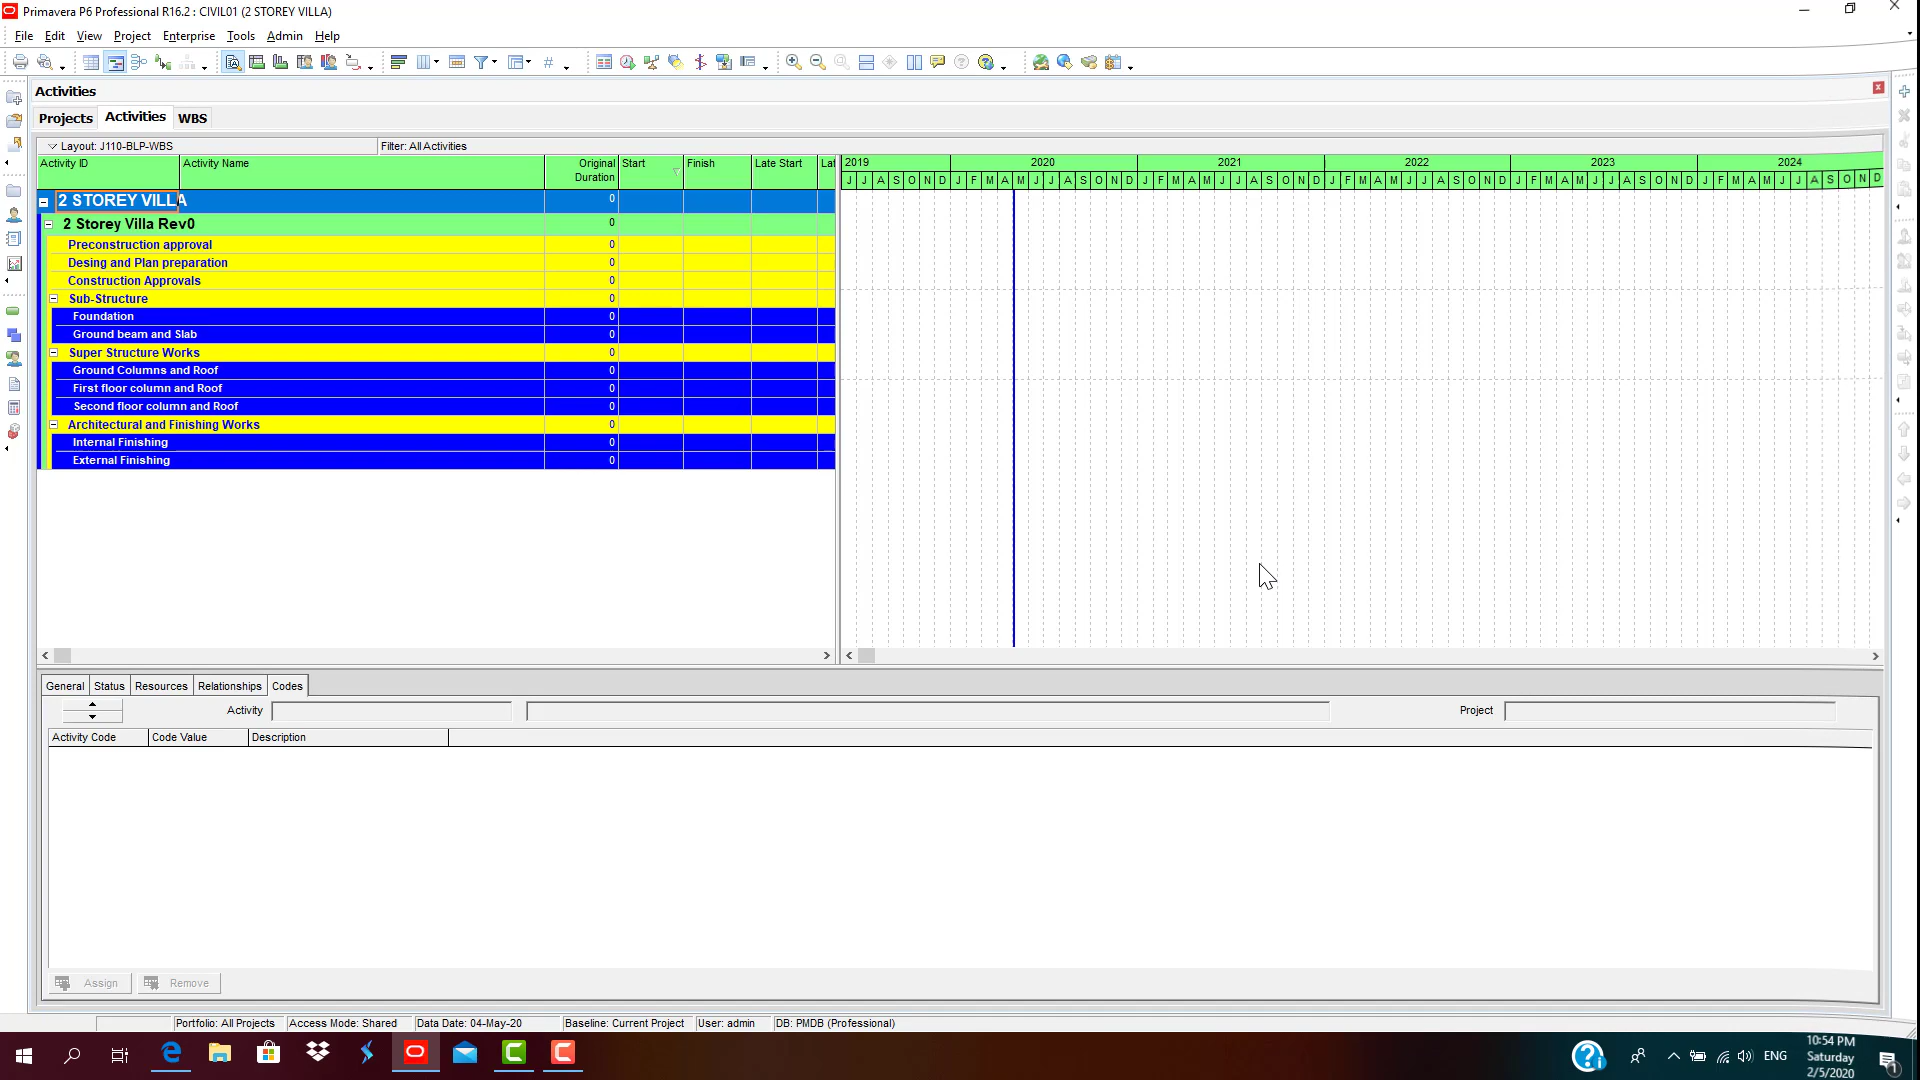 Primavera P6 Professional R16.2 : CIVIL01 (2 STOREY VILLA)
File Edit View Project Enterprise Tools Admin Help
Activities
Projects Activities WBS
Layout: J110-BLP-WBS Filter: All Activities
Activity ID Activity Name Original Duration Start Finish Late Start Lat
2019 2020 2021 2022 2023 2024
J J A S O N D J F M A M J J A S O N D J F M A M J J A S O N D J F M A M J J A S O N D J F M A M J J A S O N D J F M A M J J A S O N D
2 STOREY VILLA 0
2 Storey Villa Rev0 0
Preconstruction approval 0
Desing and Plan preparation 0
Construction Approvals 0
Sub-Structure 0
Foundation 0
Ground beam and Slab 0
Super Structure Works 0
Ground Columns and Roof 0
First floor column and Roof 0
Second floor column and Roof 0
Architectural and Finishing Works 0
Internal Finishing 0
External Finishing 0
General Status Resources Relationships Codes
Activity Project
Activity Code Code Value Description
Assign Remove
Portfolio: All Projects Access Mode: Shared Data Date: 04-May-20 Baseline: Current Project User: admin DB: PMDB (Professional)
ENG
10:54 PM
Saturday
2/5/2020
1